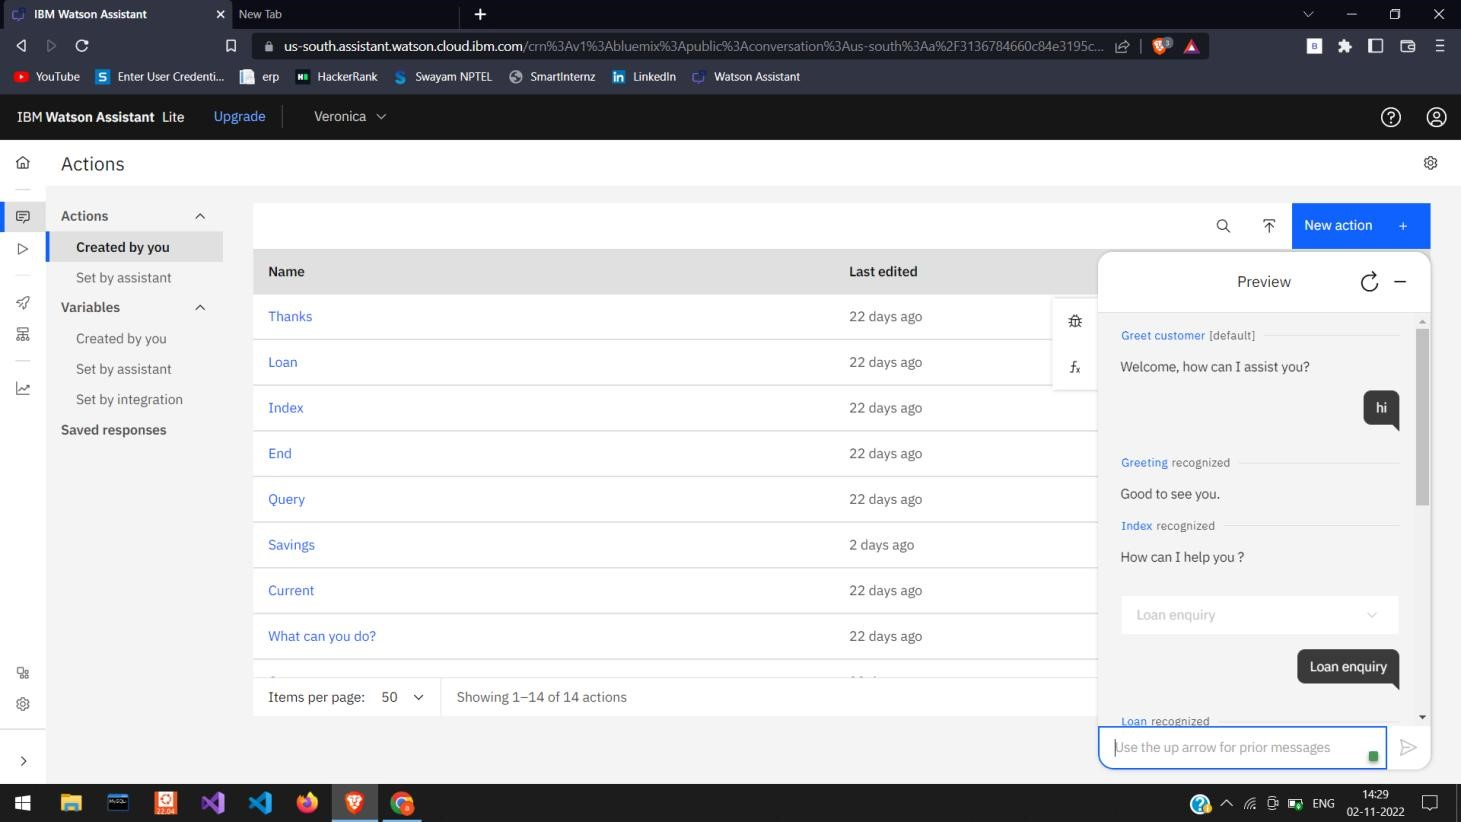 IBM Watson Assistant
New Tab
us-south.assistant.watson.cloud.ibm.com/crn%3Av1%3Abluemix%3Apublic%3Aconversation%3Aus-south%3Aa%2F3136784660c84e3195c...
3
B
YouTube
Enter User Credenti...
erp
HackerRank
Swayam NPTEL
SmartInternz
LinkedIn
Watson Assistant
IBM Watson Assistant Lite
Upgrade
Veronica
Actions
Actions
Created by you
Set by assistant
Variables
Created by you
Set by assistant
Set by integration
Saved responses
New action +
Name
Last edited
Thanks
22 days ago
Loan
22 days ago
Index
22 days ago
End
22 days ago
Query
22 days ago
Savings
2 days ago
Current
22 days ago
What can you do?
22 days ago
Items per page: 50
Showing 1–14 of 14 actions
Preview
Greet customer [default]
Welcome, how can I assist you?
hi
Greeting recognized
Good to see you.
Index recognized
How can I help you ?
Loan enquiry
Loan enquiry
Loan recognized
Use the up arrow for prior messages
22.04
ENG
14:29
02-11-2022